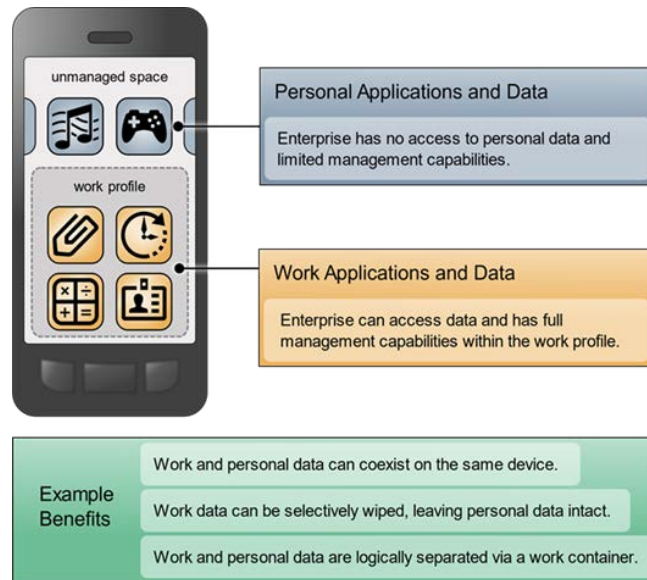 unmanaged space
work profile
Personal Applications and Data
Enterprise has no access to personal data and
limited management capabilities.
Work Applications and Data
Enterprise can access data and has full
management capabilities within the work profile.
Example
Benefits
Work and personal data can coexist on the same device.
Work data can be selectively wiped, leaving personal data intact.
Work and personal data are logically separated via a work container.